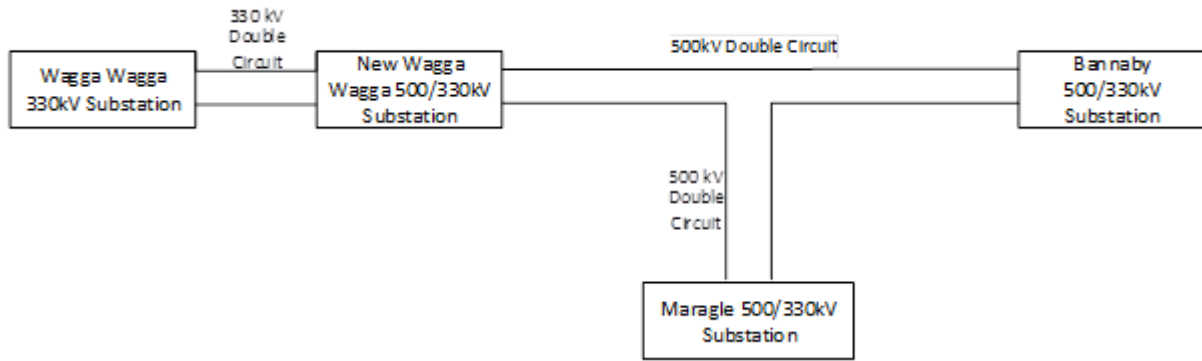 330 kV
Double
Circuit
500kV Double Circuit
Wagga Wagga
330kV Substation
New Wagga
Wagga 500/330kV
Substation
Bannaby
500/330kV
Substation
500 kV
Double
Circuit
Maragle 500/330kV
Substation